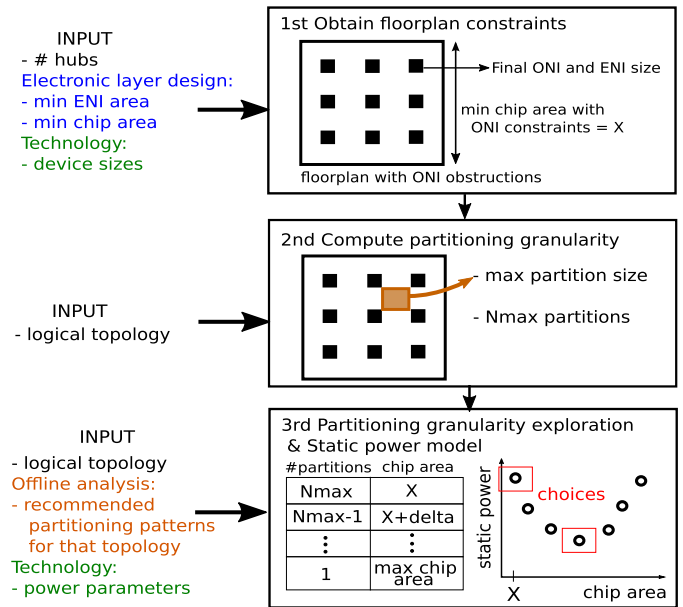 INPUT
- # hubs
Electronic layer design:
- min ENI area
- min chip area
Technology:
- device sizes
1st Obtain floorplan constraints
Final ONI and ENI size
min chip area with
ONI constraints = X
floorplan with ONI obstructions
INPUT
- logical topology
2nd Compute partitioning granularity
- max partition size
- Nmax partitions
INPUT
- logical topology
Offline analysis:
- recommended
partitioning patterns
for that topology
Technology:
- power parameters
3rd Partitioning granularity exploration
& Static power model
#partitions chip area
Nmax X
Nmax-1 X+delta
⋮ ⋮
1 max chip
area
static power
choices
X
chip area